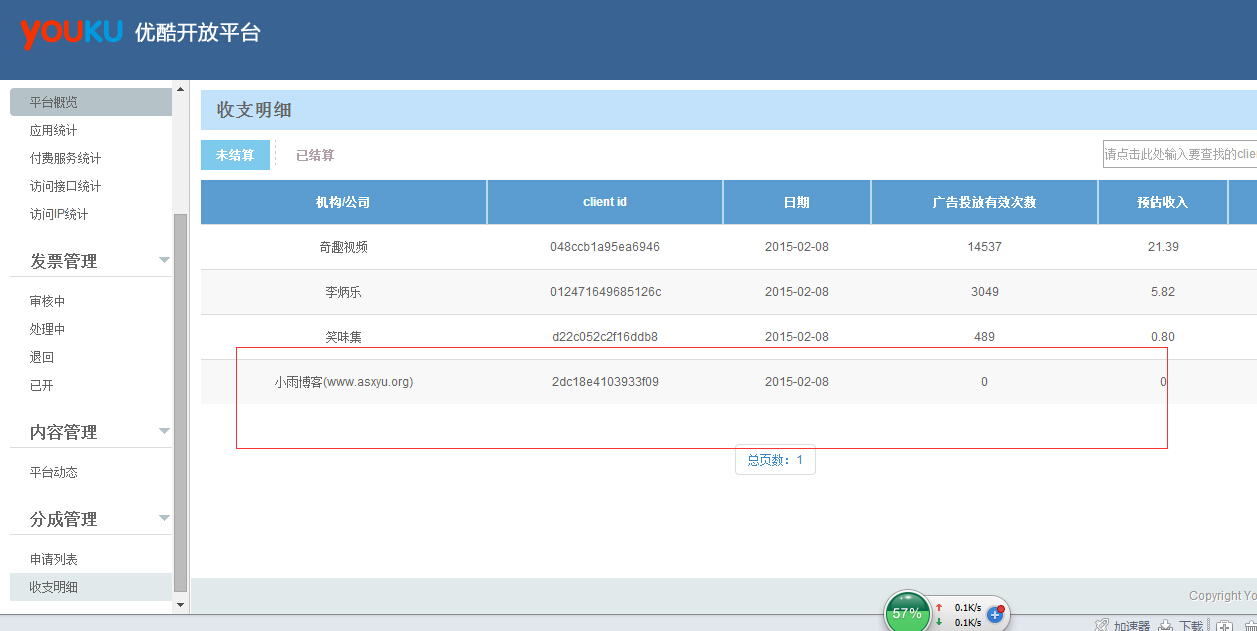 YOUKU 优酷开放平台
平台概览
应用统计
付费服务统计
访问接口统计
访问IP统计
发票管理
审核中
处理中
退回
已开
内容管理
平台动态
分成管理
申请列表
收支明细
收支明细
未结算 已结算 请点击此处输入要查找的clie
机构/公司 client id 日期 广告投放有效次数 预估收入
奇趣视频 048ccb1a95ea6946 2015-02-08 14537 21.39
李炳乐 012471649685126c 2015-02-08 3049 5.82
笑味集 d22c052c2f16ddb8 2015-02-08 489 0.80
小雨博客(www.asxyu.org) 2dc18e4103933f09 2015-02-08 0 0
总页数：1
Copyright Yo
57% 0.1K/s
0.1K/s
加速器 下载